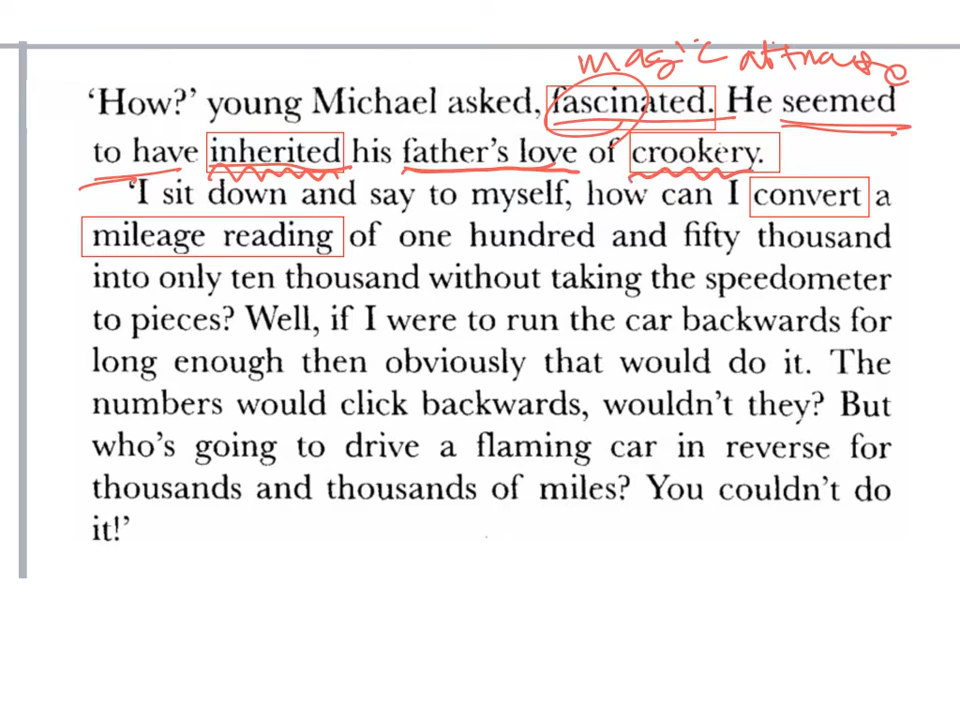 magic
‘How?’ young Michael asked, fascinated. He seemed
to have inherited his father’s love of crookery.
‘I sit down and say to myself, how can I convert a
mileage reading of one hundred and fifty thousand
into only ten thousand without taking the speedometer
to pieces? Well, if I were to run the car backwards for
long enough then obviously that would do it. The
numbers would click backwards, wouldn’t they? But
who’s going to drive a flaming car in reverse for
thousands and thousands of miles? You couldn’t do
it!’